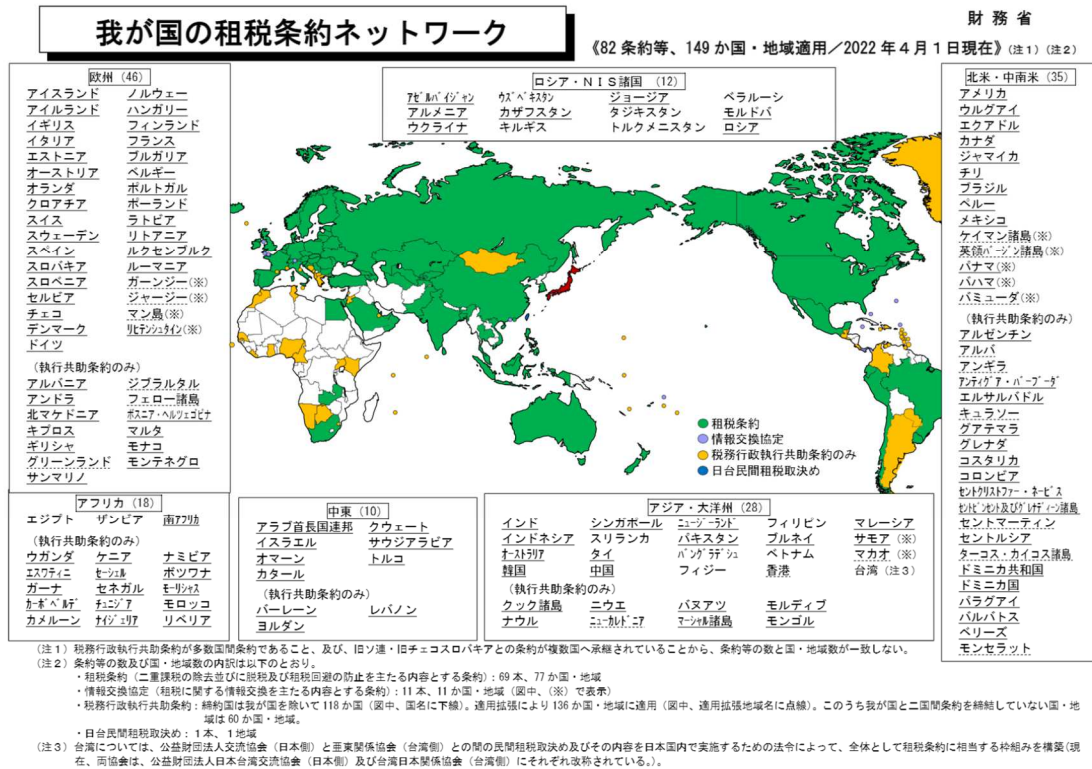 我が国の租税条約ネットワーク
財務省
《82条約等、149か国・地域適用／2022年4月1日現在》(注1)(注2)
欧州（46）
アイスランド ノルウェー
アイルランド ハンガリー
イギリス フィンランド
イタリア フランス
エストニア ブルガリア
オーストリア ベルギー
オランダ ポルトガル
クロアチア ポーランド
スイス ラトビア
スウェーデン リトアニア
スペイン ルクセンブルク
スロバキア ルーマニア
スロベニア ガーンジー(※)
セルビア ジャージー(※)
チェコ マン島(※)
デンマーク リヒテンシュタイン(※)
ドイツ
（執行共助条約のみ）
アルバニア ジブラルタル
アンドラ フェロー諸島
北マケドニア ボスニア・ヘルツェゴビナ
キプロス マルタ
ギリシャ モナコ
グリーンランド モンテネグロ
サンマリノ
ロシア・NIS諸国（12）
アゼルバイジャン ウズベキスタン ジョージア ベラルーシ
アルメニア カザフスタン タジキスタン モルドバ
ウクライナ キルギス トルクメニスタン ロシア
北米・中南米（35）
アメリカ
ウルグアイ
エクアドル
カナダ
ジャマイカ
チリ
ブラジル
ペルー
メキシコ
ケイマン諸島(※)
英領バージン諸島(※)
パナマ(※)
バハマ(※)
バミューダ(※)
（執行共助条約のみ）
アルゼンチン
アルバ
アンギラ
アンティグア・バーブーダ
エルサルバドル
キュラソー
グアテマラ
グレナダ
コスタリカ
コロンビア
セントクリストファー・ネービス
セントビンセント及びグレナディーン諸島
セントマーティン
セントルシア
タークス・カイコス諸島
ドミニカ共和国
ドミニカ国
パラグアイ
バルバドス
ベリーズ
モンセラット
租税条約
情報交換協定
税務行政執行共助条約のみ
日台民間租税取決め
アフリカ（18）
エジプト ザンビア 南アフリカ
（執行共助条約のみ）
ウガンダ ケニア ナミビア
エスワティニ セーシェル ボツワナ
ガーナ セネガル モーリシャス
カーボベルデ チュニジア モロッコ
カメルーン ナイジェリア リベリア
中東（10）
アラブ首長国連邦 クウェート
イスラエル サウジアラビア
オマーン トルコ
カタール
（執行共助条約のみ）
バーレーン レバノン
ヨルダン
アジア・大洋州（28）
インド シンガポール ニュージーランド フィリピン マレーシア
インドネシア スリランカ パキスタン ブルネイ サモア（※）
オーストラリア タイ バングラデシュ ベトナム マカオ（※）
韓国 中国 フィジー 香港 台湾（注3）
（執行共助条約のみ）
クック諸島 ニウエ バヌアツ モルディブ
ナウル ニューカレドニア マーシャル諸島 モンゴル
（注1）税務行政執行共助条約が多数国間条約であること、及び、旧ソ連・旧チェコスロバキアとの条約が複数国へ承継されていることから、条約等の数と国・地域数が一致しない。
（注2）条約等の数及び国・地域数の内訳は以下のとおり。
・租税条約（二重課税の除去並びに脱税及び租税回避の防止を主たる内容とする条約）：69本、77か国・地域
・情報交換協定（租税に関する情報交換を主たる内容とする条約）：11本、11か国・地域（図中、（※）で表示）
・税務行政執行共助条約：締約国は我が国を除いて118か国（図中、国名に下線）。適用拡張により136か国・地域に適用（図中、適用拡張地域名に点線）。このうち我が国と二国間条約を締結していない国・地
域は60か国・地域。
・日台民間租税取決め：1本、1地域
（注3）台湾については、公益財団法人交流協会（日本側）と亜東関係協会（台湾側）との間の民間租税取決め及びその内容を日本国内で実施するための法令によって、全体として租税条約に相当する枠組みを構築（現
在、両協会は、公益財団法人日本台湾交流協会（日本側）及び台湾日本関係協会（台湾側）にそれぞれ改称されている。）。